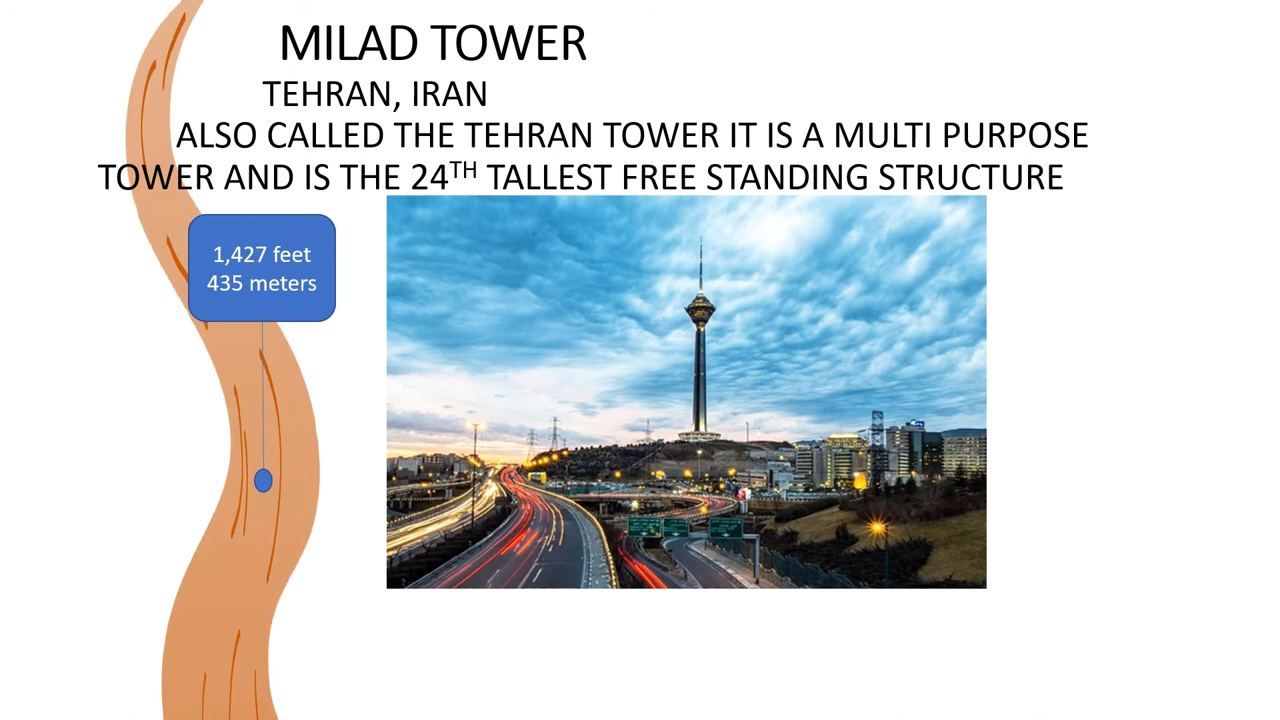 MILAD TOWER
TEHRAN, IRAN
ALSO CALLED THE TEHRAN TOWER IT IS A MULTI PURPOSE
TOWER AND IS THE 24TH TALLEST FREE STANDING STRUCTURE
1,427 feet
435 meters